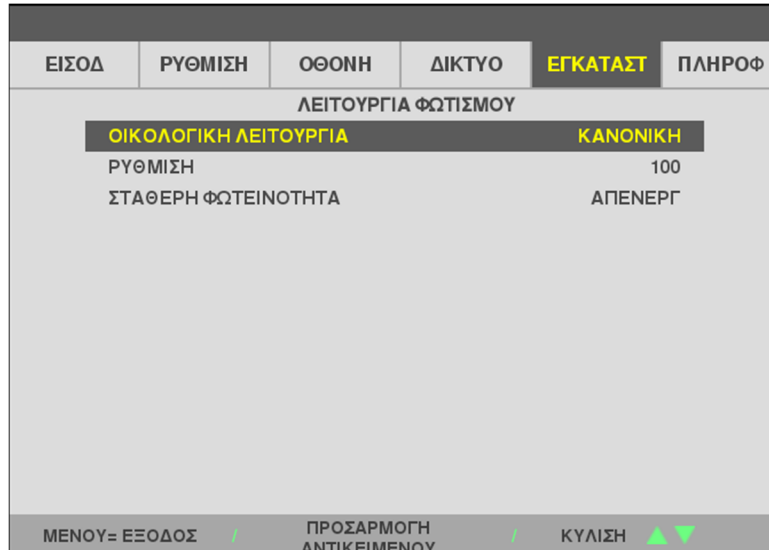 ΕΙΣΟΔ ΡΥΘΜΙΣΗ ΟΘΟΝΗ ΔΙΚΤΥΟ ΕΓΚΑΤΑΣΤ ΠΛΗΡΟΦ
ΛΕΙΤΟΥΡΓΙΑ ΦΩΤΙΣΜΟΥ
ΟΙΚΟΛΟΓΙΚΗ ΛΕΙΤΟΥΡΓΙΑ ΚΑΝΟΝΙΚΗ
ΡΥΘΜΙΣΗ 100
ΣΤΑΘΕΡΗ ΦΩΤΕΙΝΟΤΗΤΑ ΑΠΕΝΕΡΓ
ΜΕΝΟΥ= ΕΞΟΔΟΣ / ΠΡΟΣΑΡΜΟΓΗ / ΚΥΛΙΣΗ
ΑΝΤΙΚΕΙΜΕΝΟΥ